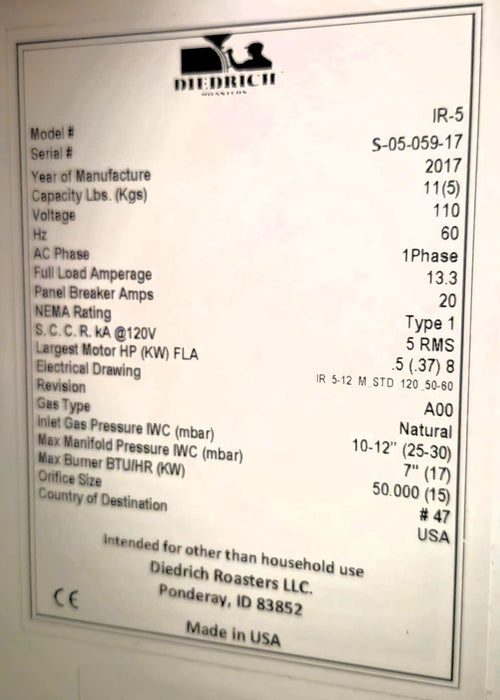 DIEDRICH
ROASTERS
Model # IR-5
Serial # S-05-059-17
Year of Manufacture 2017
Capacity Lbs. (Kgs) 11(5)
Voltage 110
Hz 60
AC Phase 1Phase
Full Load Amperage 13.3
Panel Breaker Amps 20
NEMA Rating Type 1
S.C.C.R. kA @120V 5 RMS
Largest Motor HP (KW) FLA .5 (.37) 8
Electrical Drawing IR 5-12 M STD 120 50-60
Revision A00
Gas Type Natural
Inlet Gas Pressure IWC (mbar) 10-12" (25-30)
Max Manifold Pressure IWC (mbar) 7" (17)
Max Burner BTU/HR (KW) 50.000 (15)
Orifice Size # 47
Country of Destination USA
Intended for other than household use
Diedrich Roasters LLC.
Ponderay, ID 83852
CE
Made in USA